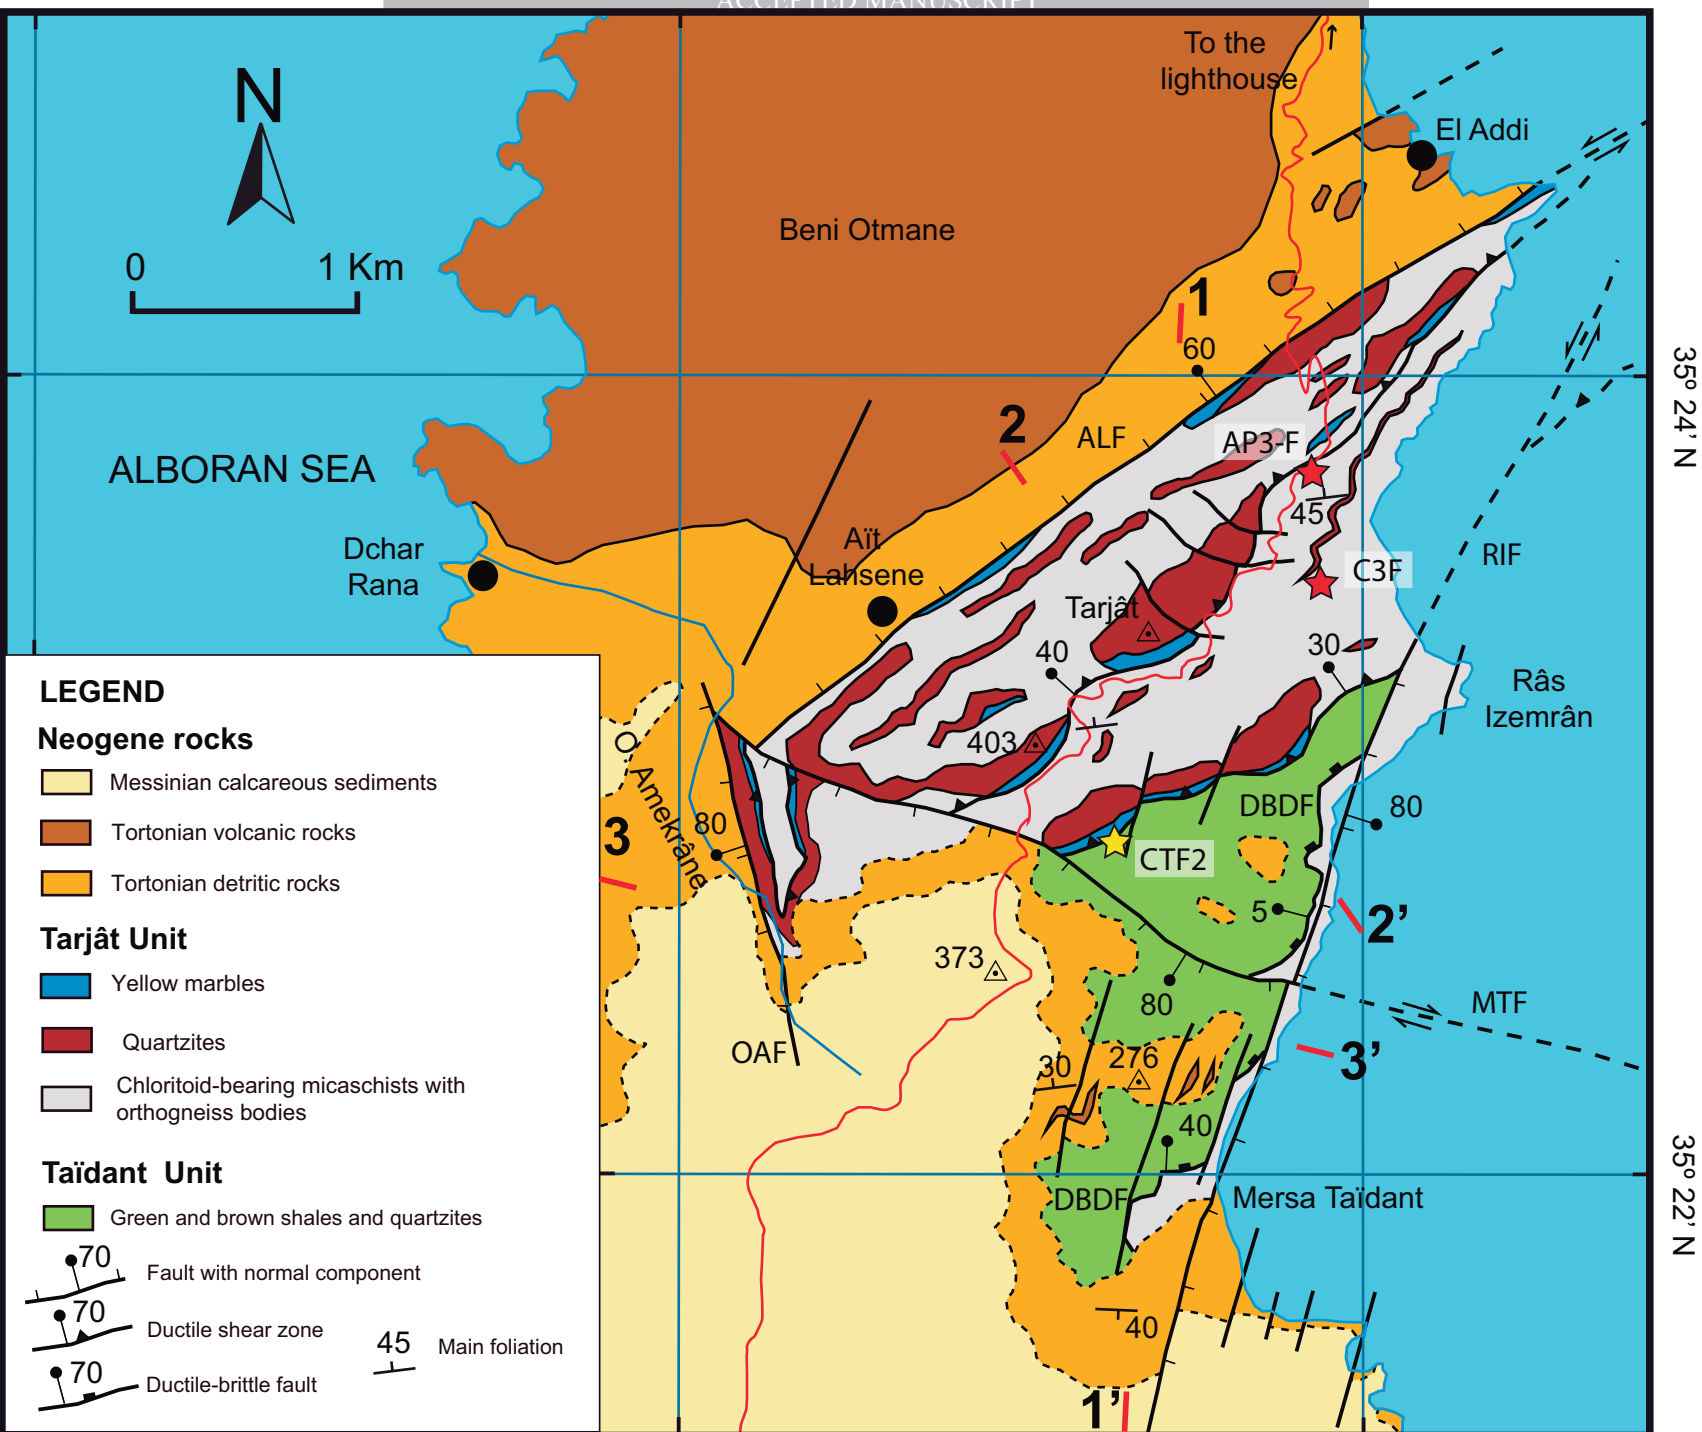 ACCEPTED MANUSCRIPT
To the
lighthouse
N
El Addi
0 1 Km
Beni Otmane
1
60
35º 24' N
2
ALF
AP3-F
ALBORAN SEA
45
Dchar
Rana
Aït
Lahsene
RIF
C3F
Tarjât
40
30
Râs
Izemrân
403
O. Amekrâne
DBDF
80
3
80
CTF2
5
2'
373
80
MTF
OAF
30
276
3'
40
DBDF
Mersa Taïdant
35º 22' N
40
1'
LEGEND
Neogene rocks
Messinian calcareous sediments
Tortonian volcanic rocks
Tortonian detritic rocks
Tarjât Unit
Yellow marbles
Quartzites
Chloritoid-bearing micaschists with
orthogneiss bodies
Taïdant Unit
Green and brown shales and quartzites
70
Fault with normal component
70
Ductile shear zone
45
Main foliation
70
Ductile-brittle fault